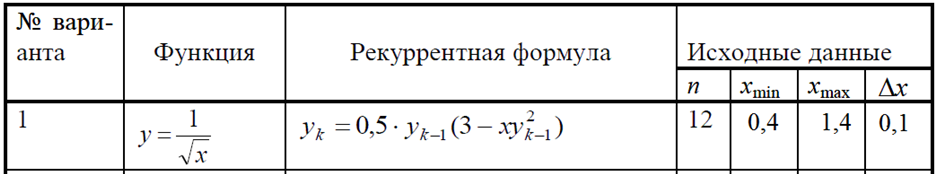 № вари-
анта
Функция
Рекуррентная формула
Исходные данные
n xmin xmax Δx
1
y = 1/√x
yₖ = 0,5 · yₖ₋₁(3 − xy²ₖ₋₁)
12 0,4 1,4 0,1